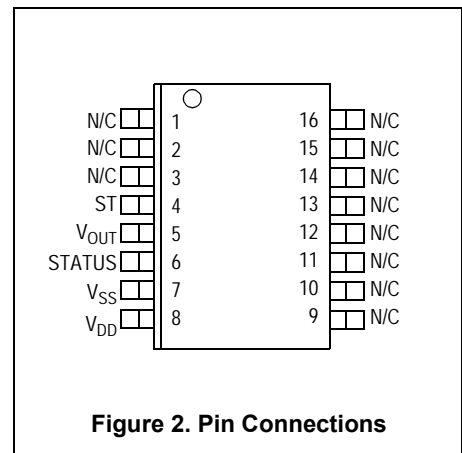 N/C 1 16 N/C
N/C 2 15 N/C
N/C 3 14 N/C
ST 4 13 N/C
VOUT 5 12 N/C
STATUS 6 11 N/C
VSS 7 10 N/C
VDD 8 9 N/C
Figure 2. Pin Connections